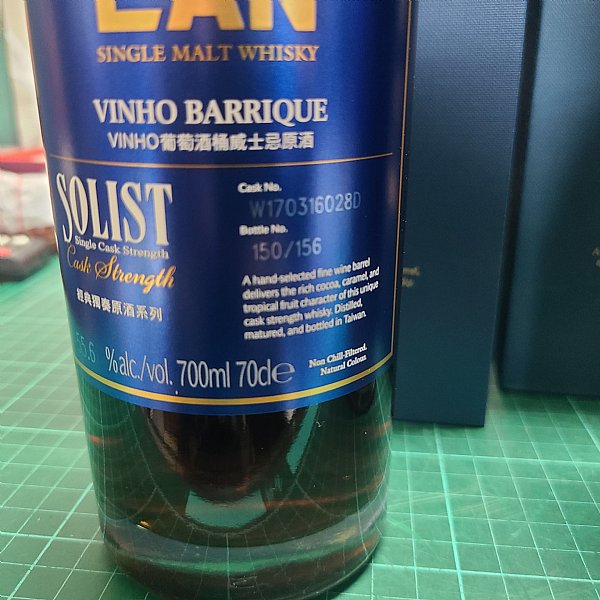 LAN
SINGLE MALT WHISKY
VINHO BARRIQUE
VINHO葡萄酒桶威士忌原酒
SOLIST
Single Cask Strength
Cask Strength
經典獨奏原酒系列
Cask No.
W170316028D
Bottle No.
150/156
A hand-selected fine wine barrel
delivers the rich cocoa, caramel, and
tropical fruit character of this unique
cask strength whisky. Distilled,
matured, and bottled in Taiwan.
%alc./vol. 700ml 70cl e
Non Chill-Filtered.
Natural Colour.